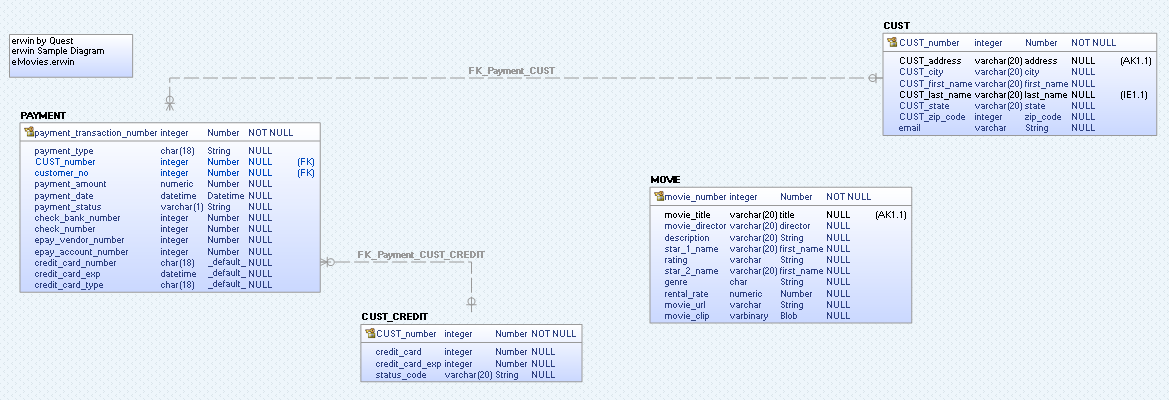 erwin by Quest
erwin Sample Diagram
eMovies.erwin
CUST
CUST_number integer Number NOT NULL
CUST_address varchar(20) address NULL (AK1.1)
CUST_city varchar(20) city NULL
CUST_first_name varchar(20) first_name NULL
CUST_last_name varchar(20) last_name NULL (IE1.1)
CUST_state varchar(20) state NULL
CUST_zip_code integer zip_code NULL
email varchar String NULL
FK_Payment_CUST
PAYMENT
payment_transaction_number integer Number NOT NULL
payment_type char(18) String NULL
CUST_number integer Number NULL (FK)
customer_no integer Number NULL (FK)
payment_amount numeric Number NULL
payment_date datetime Datetime NULL
payment_status varchar(1) String NULL
check_bank_number integer Number NULL
check_number integer Number NULL
epay_vendor_number integer Number NULL
epay_account_number integer Number NULL
credit_card_number char(18) _default_ NULL
credit_card_exp datetime _default_ NULL
credit_card_type char(18) _default_ NULL
MOVIE
movie_number integer Number NOT NULL
movie_title varchar(20) title NULL (AK1.1)
movie_director varchar(20) director NULL
description varchar(20) String NULL
star_1_name varchar(20) first_name NULL
rating varchar String NULL
star_2_name varchar(20) first_name NULL
genre char String NULL
rental_rate numeric Number NULL
movie_url varchar String NULL
movie_clip varbinary Blob NULL
FK_Payment_CUST_CREDIT
CUST_CREDIT
CUST_number integer Number NOT NULL
credit_card integer Number NULL
credit_card_exp integer Number NULL
status_code varchar(20) String NULL